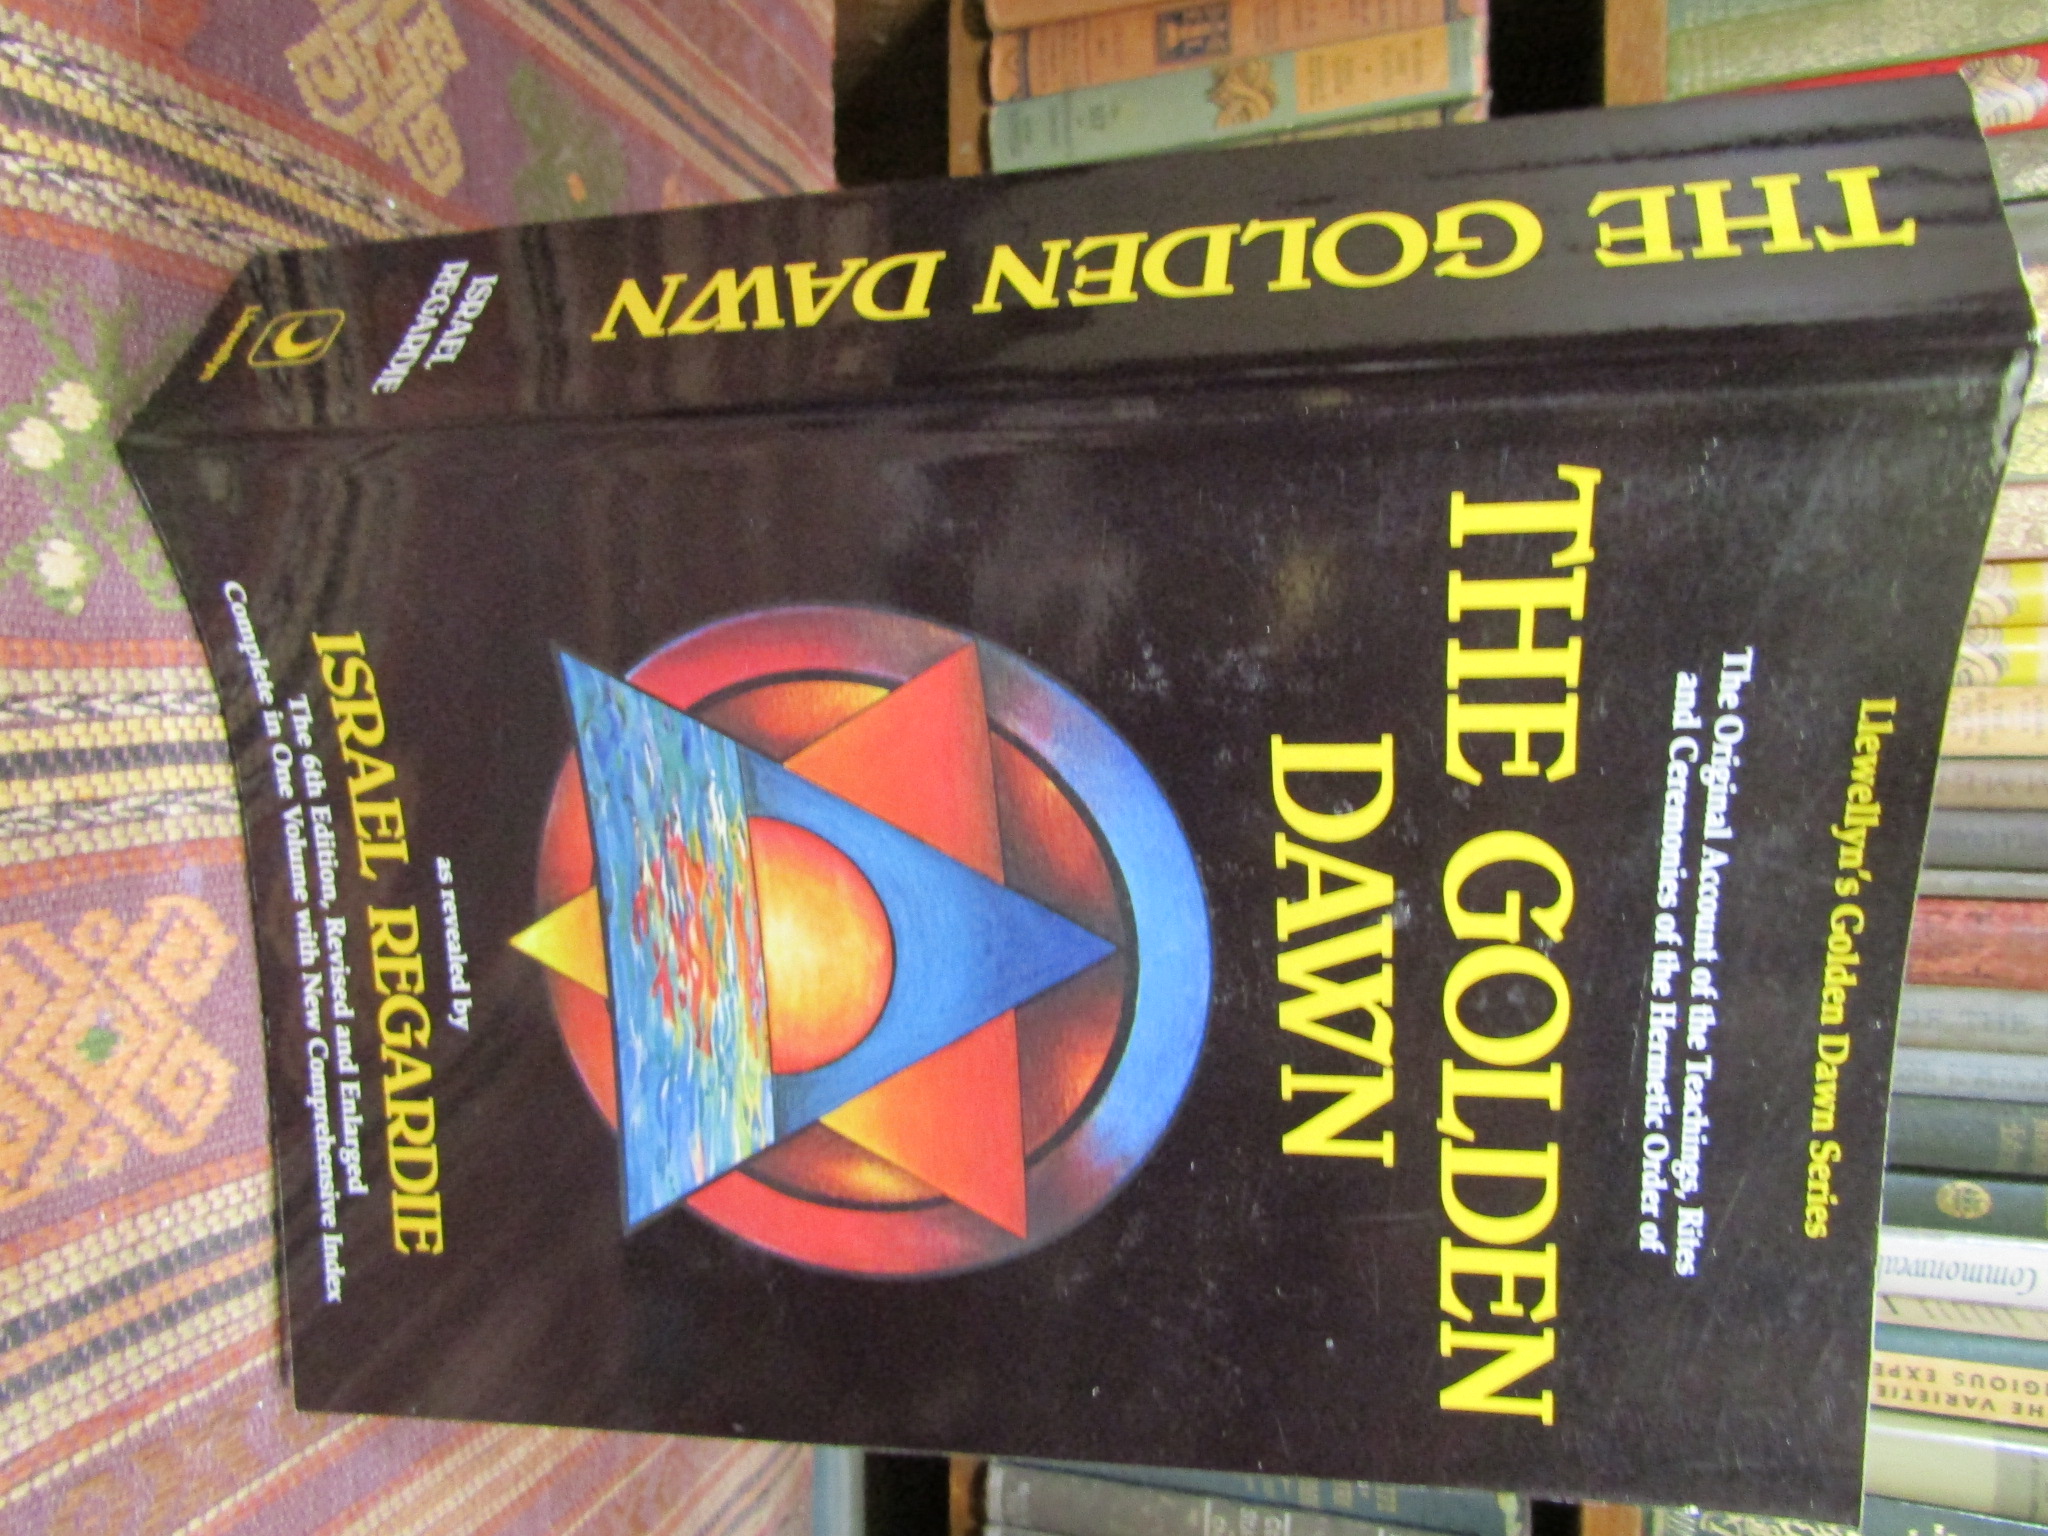 Llewellyn's Golden Dawn Series
The Original Account of the Teachings, Rites
and Ceremonies of the Hermetic Order of
THE GOLDEN
DAWN
as revealed by
ISRAEL REGARDIE
The 6th Edition, Revised and Enlarged
Complete in One Volume with New Comprehensive Index
THE GOLDEN DAWN
ISRAEL
REGARDIE
Llewellyn